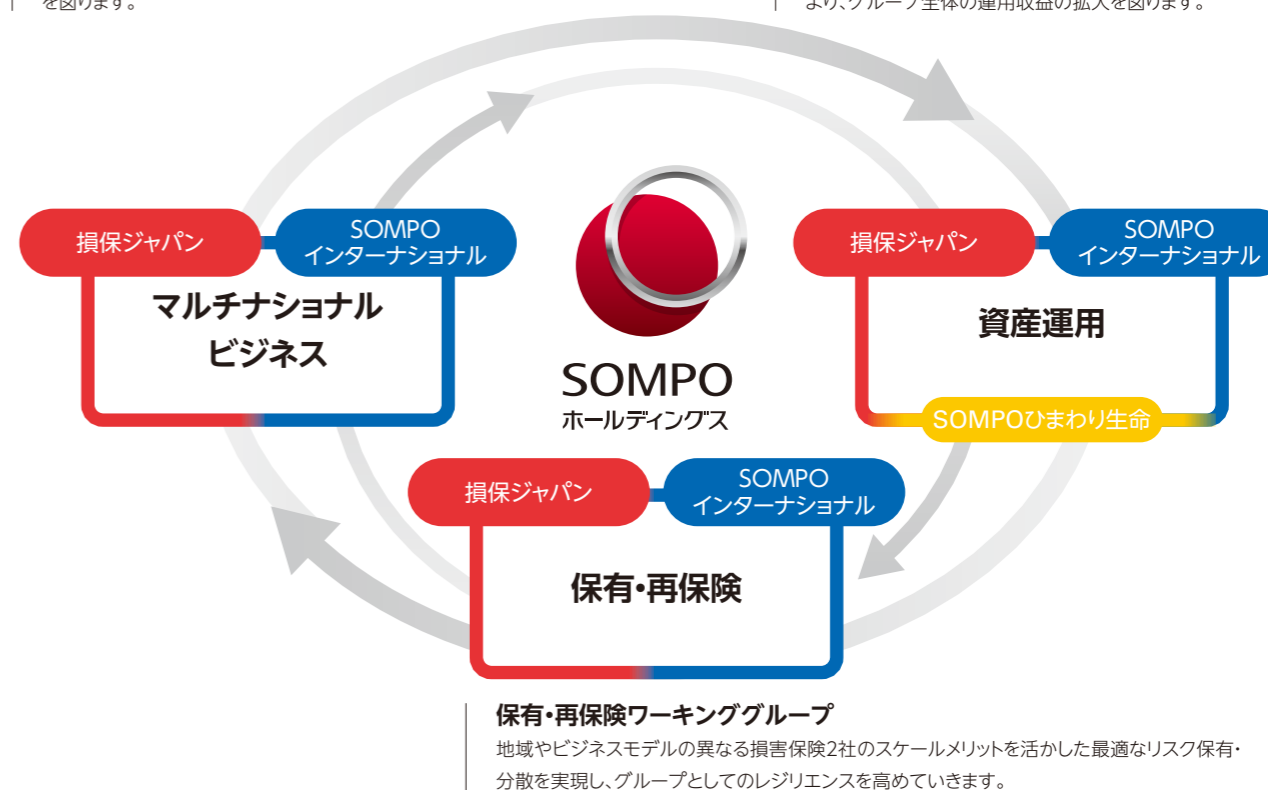 を図ります。
より、グループ全体の運用収益の拡大を図ります。
損保ジャパン
SOMPO
インターナショナル
マルチナショナル
ビジネス
SOMPO
ホールディングス
損保ジャパン
SOMPO
インターナショナル
資産運用
SOMPOひまわり生命
損保ジャパン
SOMPO
インターナショナル
保有・再保険
保有・再保険ワーキンググループ
地域やビジネスモデルの異なる損害保険2社のスケールメリットを活かした最適なリスク保有・
分散を実現し、グループとしてのレジリエンスを高めていきます。